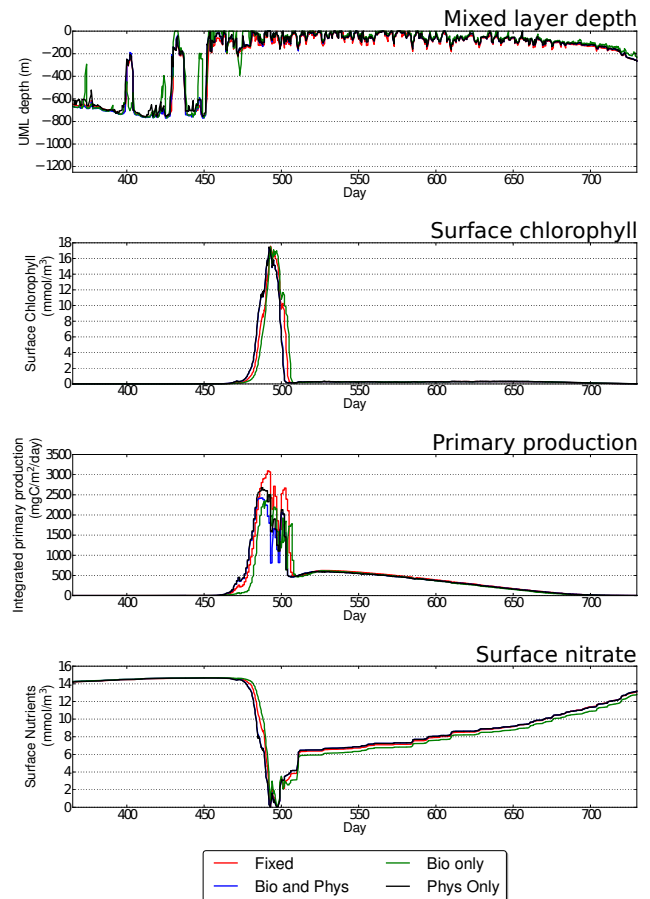 Mixed layer depth
0
−200
−400
−600
−800
−1000
−1200
UML depth (m)
400 450 500 550 600 650 700
Day
Surface chlorophyll
18
16
14
12
10
8
6
4
2
0
Surface Chlorophyll
(mmol/m³)
400 450 500 550 600 650 700
Day
Primary production
3500
3000
2500
2000
1500
1000
500
0
Integrated primary production
(mgC/m²/day)
400 450 500 550 600 650 700
Day
Surface nitrate
16
14
12
10
8
6
4
2
0
Surface Nutrients
(mmol/m³)
400 450 500 550 600 650 700
Day
Fixed Bio only
Bio and Phys Phys Only